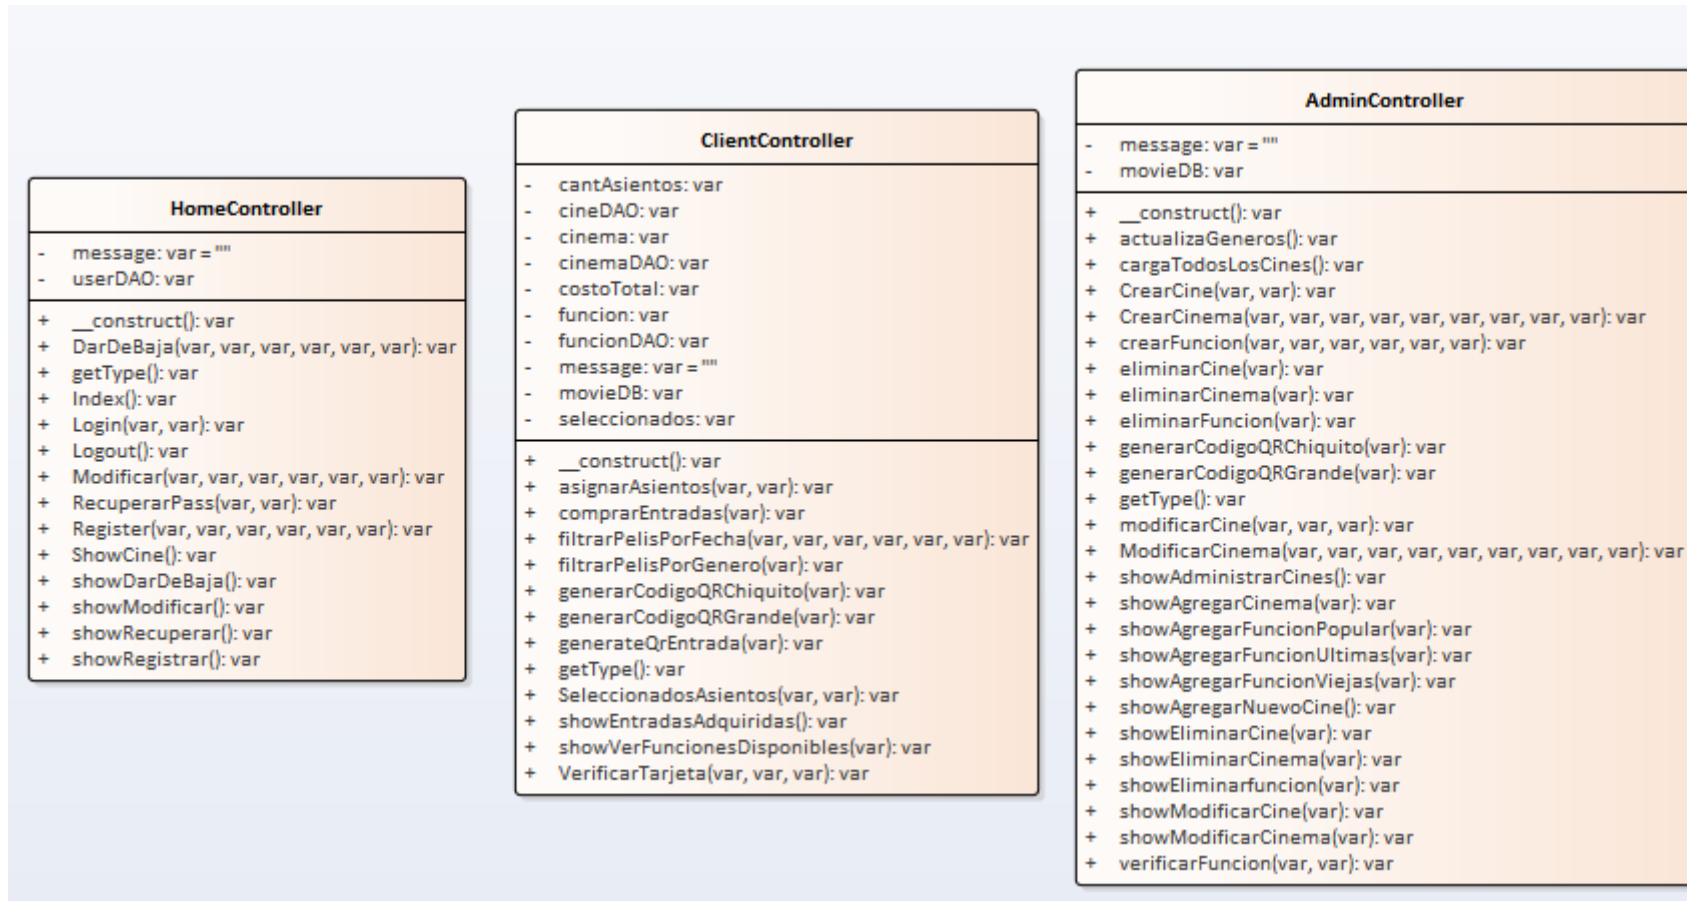 HomeController
- message: var = ""
- userDAO: var
+ __construct(): var
+ DarDeBaja(var, var, var, var, var, var): var
+ getType(): var
+ Index(): var
+ Login(var, var): var
+ Logout(): var
+ Modificar(var, var, var, var, var, var): var
+ RecuperarPass(var, var): var
+ Register(var, var, var, var, var, var): var
+ ShowCine(): var
+ showDarDeBaja(): var
+ showModificar(): var
+ showRecuperar(): var
+ showRegistrar(): var
ClientController
- cantAsientos: var
- cineDAO: var
- cinema: var
- cinemaDAO: var
- costoTotal: var
- funcion: var
- funcionDAO: var
- message: var = ""
- movieDB: var
- seleccionados: var
+ __construct(): var
+ asignarAsientos(var, var): var
+ comprarEntradas(var): var
+ filtrarPelisPorFecha(var, var, var, var, var, var): var
+ filtrarPelisPorGenero(var): var
+ generarCodigoQRChiquito(var): var
+ generarCodigoQRGrande(var): var
+ generateQrEntrada(var): var
+ getType(): var
+ SeleccionadosAsientos(var, var): var
+ showEntradasAdquiridas(): var
+ showVerFuncionesDisponibles(var): var
+ VerificarTarjeta(var, var, var): var
AdminController
- message: var = ""
- movieDB: var
+ __construct(): var
+ actualizaGeneros(): var
+ cargaTodosLosCines(): var
+ CrearCine(var, var): var
+ CrearCinema(var, var, var, var, var, var, var, var, var): var
+ crearFuncion(var, var, var, var, var, var): var
+ eliminarCine(var): var
+ eliminarCinema(var): var
+ eliminarFuncion(var): var
+ generarCodigoQRChiquito(var): var
+ generarCodigoQRGrande(var): var
+ getType(): var
+ modificarCine(var, var, var): var
+ ModificarCinema(var, var, var, var, var, var, var, var, var): var
+ showAdministrarCines(): var
+ showAgregarCinema(var): var
+ showAgregarFuncionPopular(var): var
+ showAgregarFuncionUltimas(var): var
+ showAgregarFuncionViejas(var): var
+ showAgregarNuevoCine(): var
+ showEliminarCine(var): var
+ showEliminarCinema(var): var
+ showEliminarfuncion(var): var
+ showModificarCine(var): var
+ showModificarCinema(var): var
+ verificarFuncion(var, var): var